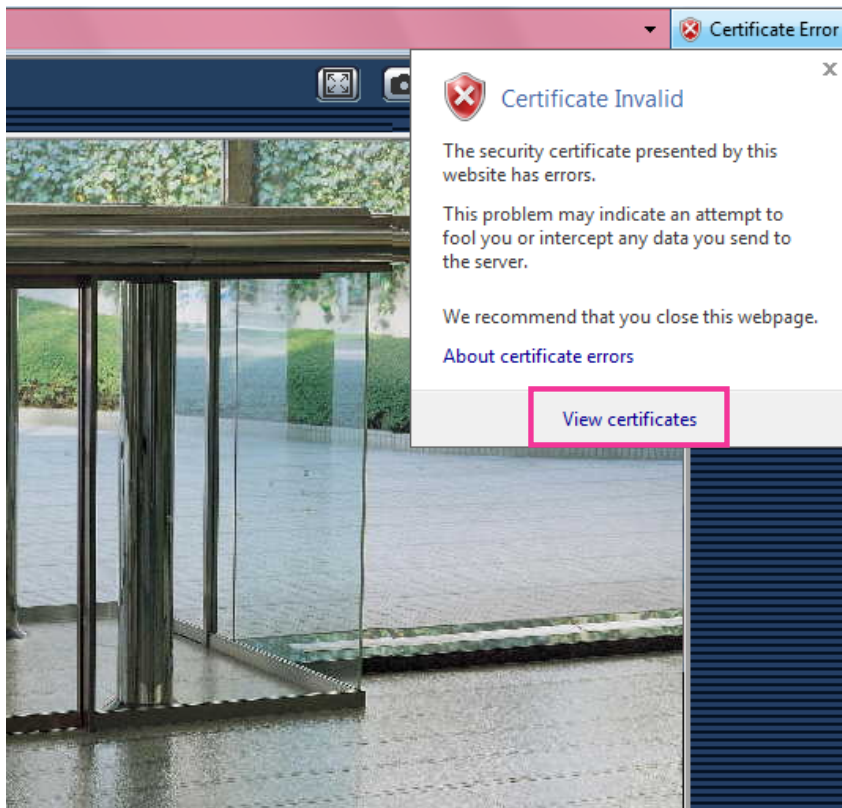 Certificate Error
x
Certificate Invalid
The security certificate presented by this
website has errors.
This problem may indicate an attempt to
fool you or intercept any data you send to
the server.
We recommend that you close this webpage.
About certificate errors
View certificates